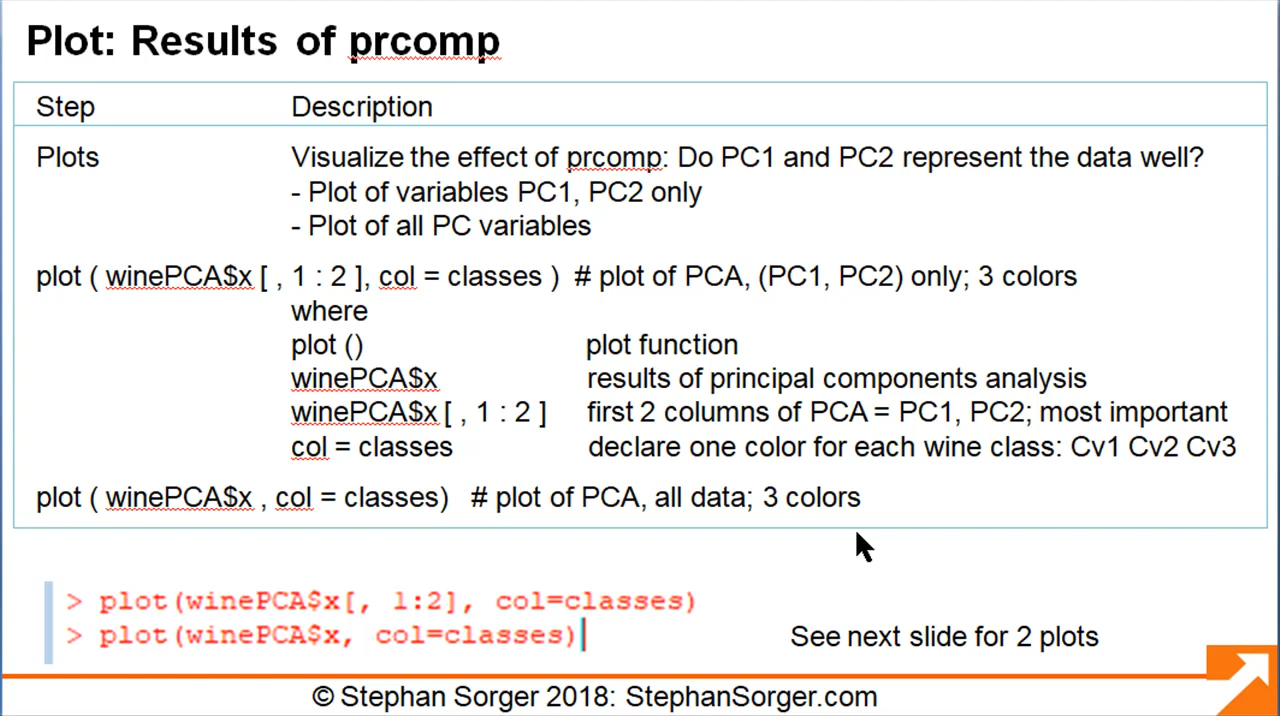 Plot: Results of prcomp
Step Description
Plots Visualize the effect of prcomp: Do PC1 and PC2 represent the data well?
- Plot of variables PC1, PC2 only
- Plot of all PC variables
plot ( winePCA$x [ , 1 : 2 ], col = classes ) # plot of PCA, (PC1, PC2) only; 3 colors
where
plot () plot function
winePCA$x results of principal components analysis
winePCA$x [ , 1 : 2 ] first 2 columns of PCA = PC1, PC2; most important
col = classes declare one color for each wine class: Cv1 Cv2 Cv3
plot ( winePCA$x , col = classes) # plot of PCA, all data; 3 colors
> plot(winePCA$x[, 1:2], col=classes)
> plot(winePCA$x, col=classes)
See next slide for 2 plots
© Stephan Sorger 2018: StephanSorger.com